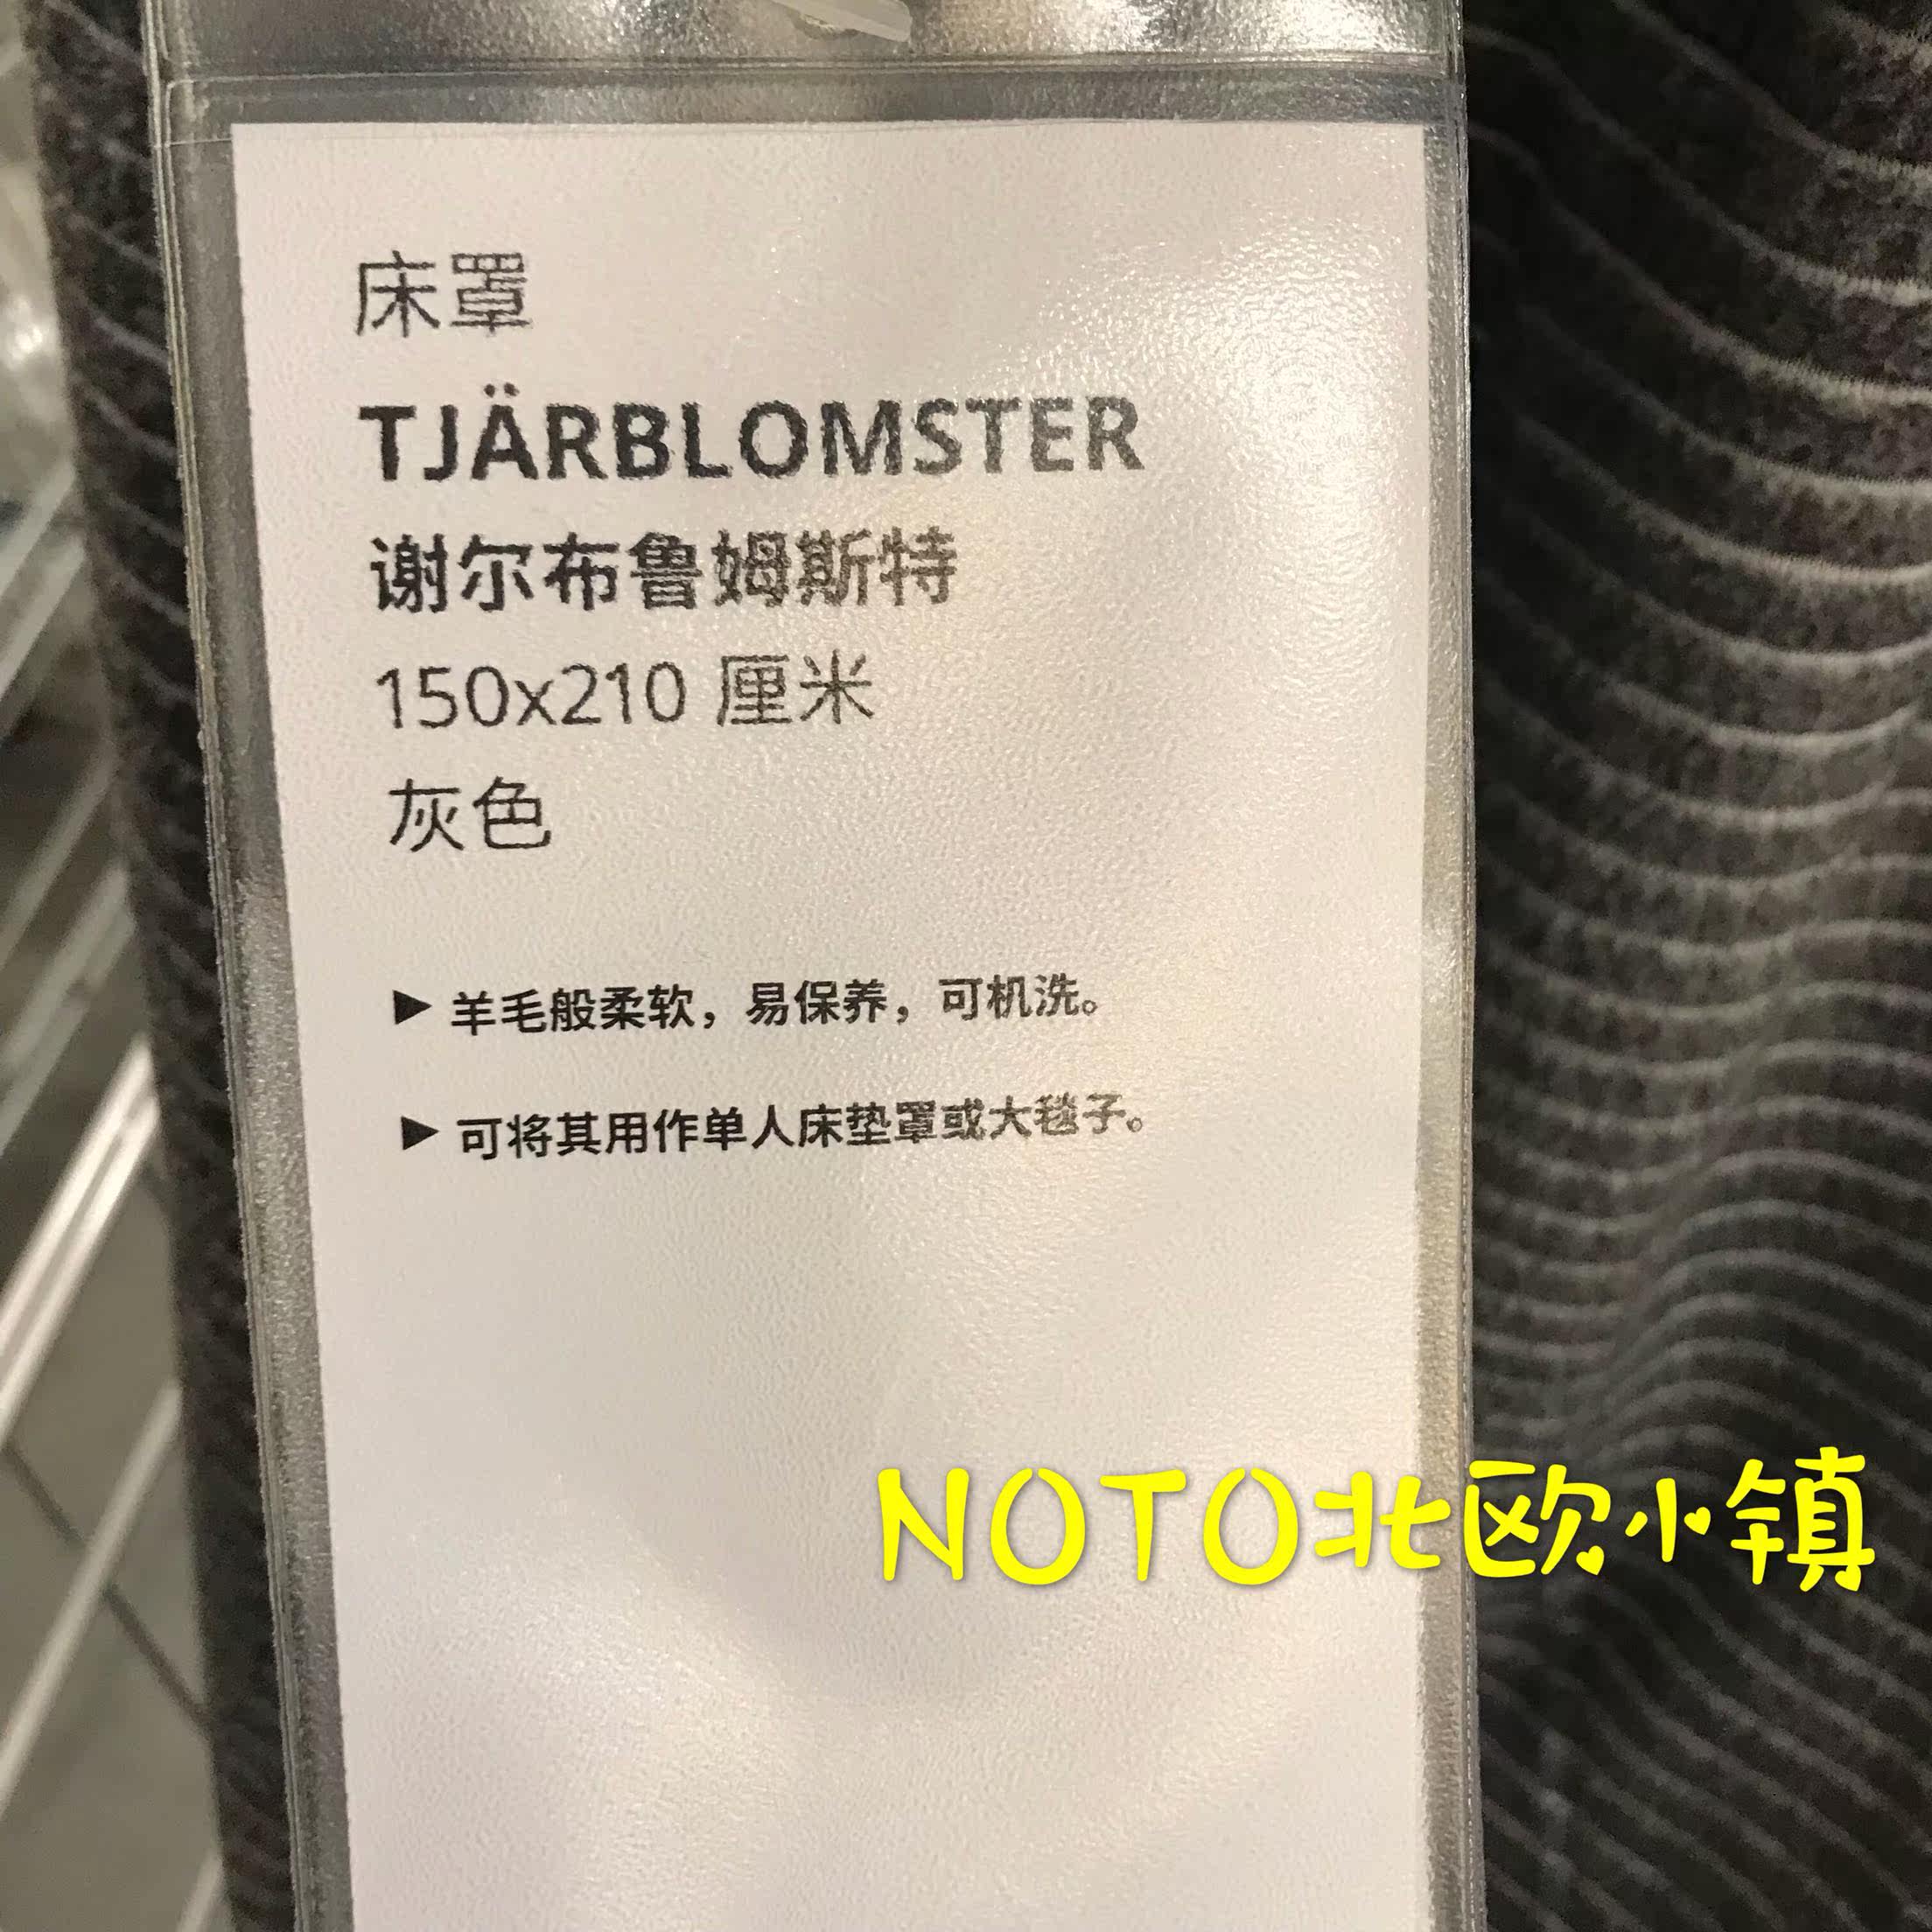 床罩
TJÄRBLOMSTER
谢尔布鲁姆斯特
150x210 厘米
灰色
▶ 羊毛般柔软，易保养，可机洗。
▶ 可将其用作单人床垫罩或大毯子。
NOTO北欧小镇